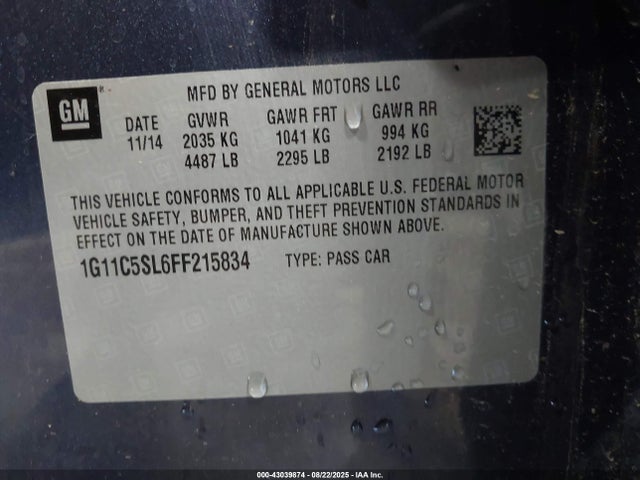 MFD BY GENERAL MOTORS LLC
GM
DATE GVWR GAWR FRT GAWR RR
11/14 2035 KG 1041 KG 994 KG
4487 LB 2295 LB 2192 LB
THIS VEHICLE CONFORMS TO ALL APPLICABLE U.S. FEDERAL MOTOR
VEHICLE SAFETY, BUMPER, AND THEFT PREVENTION STANDARDS IN
EFFECT ON THE DATE OF MANUFACTURE SHOWN ABOVE.
1G11C5SL6FF215834 TYPE: PASS CAR
000-43039874 - 08/22/2025 - IAA Inc.